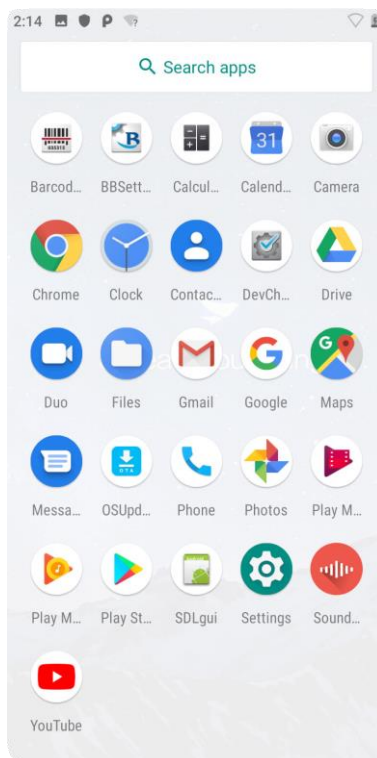 2:14
Search apps
Barcod... BBSett... Calcul... Calend... Camera
31
Chrome Clock Contac... DevCh... Drive
Duo Files Gmail Google Maps
Messa... OSUpd... Phone Photos Play M...
Play M... Play St... SDLgui Settings Sound...
YouTube